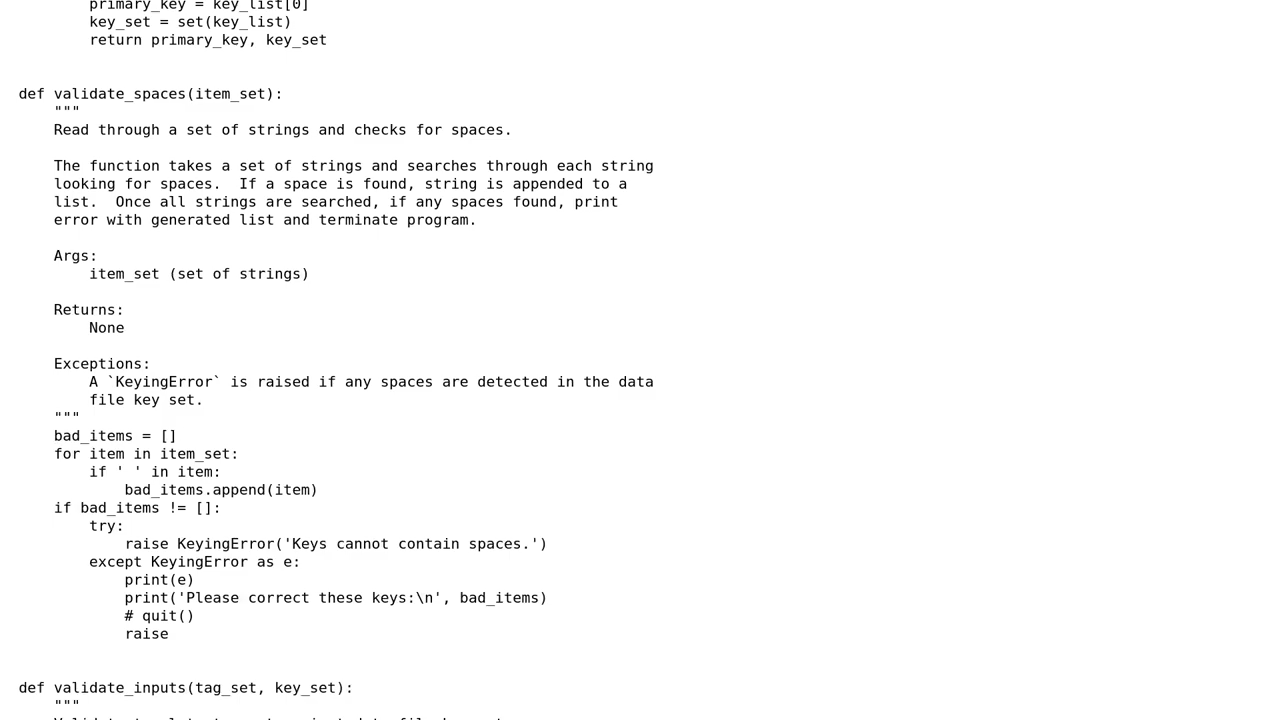 primary_key = key_list[0]
key_set = set(key_list)
return primary_key, key_set
def validate_spaces(item_set):
"""
Read through a set of strings and checks for spaces.
The function takes a set of strings and searches through each string
looking for spaces.  If a space is found, string is appended to a
list.  Once all strings are searched, if any spaces found, print
error with generated list and terminate program.
Args:
item_set (set of strings)
Returns:
None
Exceptions:
A `KeyingError` is raised if any spaces are detected in the data
file key set.
"""
bad_items = []
for item in item_set:
if ' ' in item:
bad_items.append(item)
if bad_items != []:
try:
raise KeyingError('Keys cannot contain spaces.')
except KeyingError as e:
print(e)
print('Please correct these keys:\n', bad_items)
# quit()
raise
def validate_inputs(tag_set, key_set):
"""